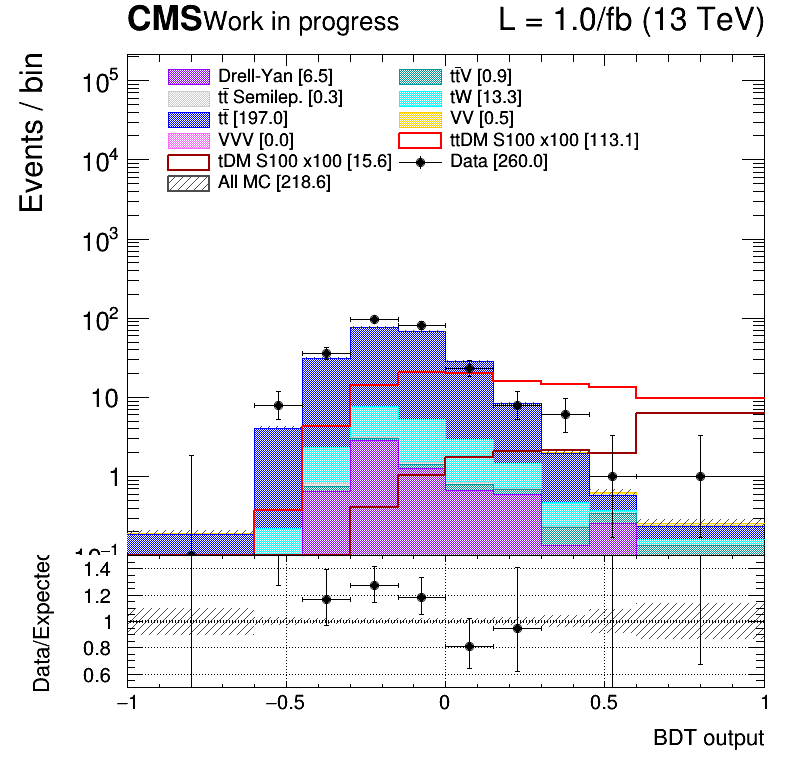 CMS Work in progress L = 1.0/fb (13 TeV)
Events / bin
10⁵
10⁴
10³
10²
10
1
10⁻¹
Drell-Yan [6.5] tt̄V [0.9]
tt̄ Semilep. [0.3] tW [13.3]
tt̄ [197.0] VV [0.5]
VVV [0.0] ttDM S100 x100 [113.1]
tDM S100 x100 [15.6] Data [260.0]
All MC [218.6]
Data/Expected
1.4
1.2
1
0.8
0.6
−1 −0.5 0 0.5 1
BDT output